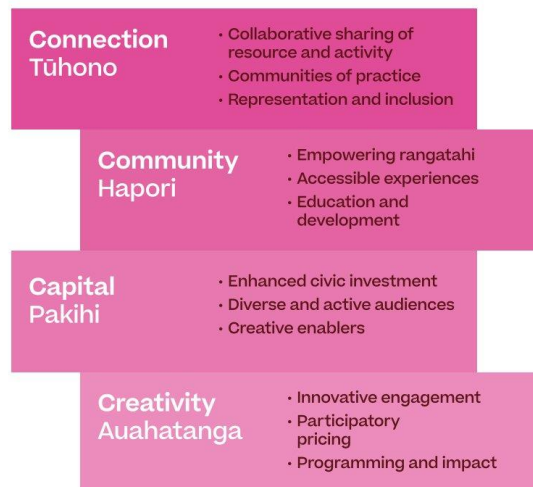 Connection
Tūhono
• Collaborative sharing of
resource and activity
• Communities of practice
• Representation and inclusion
Community
Hapori
• Empowering rangatahi
• Accessible experiences
• Education and
development
Capital
Pakihi
• Enhanced civic investment
• Diverse and active audiences
• Creative enablers
Creativity
Auahatanga
• Innovative engagement
• Participatory
pricing
• Programming and impact